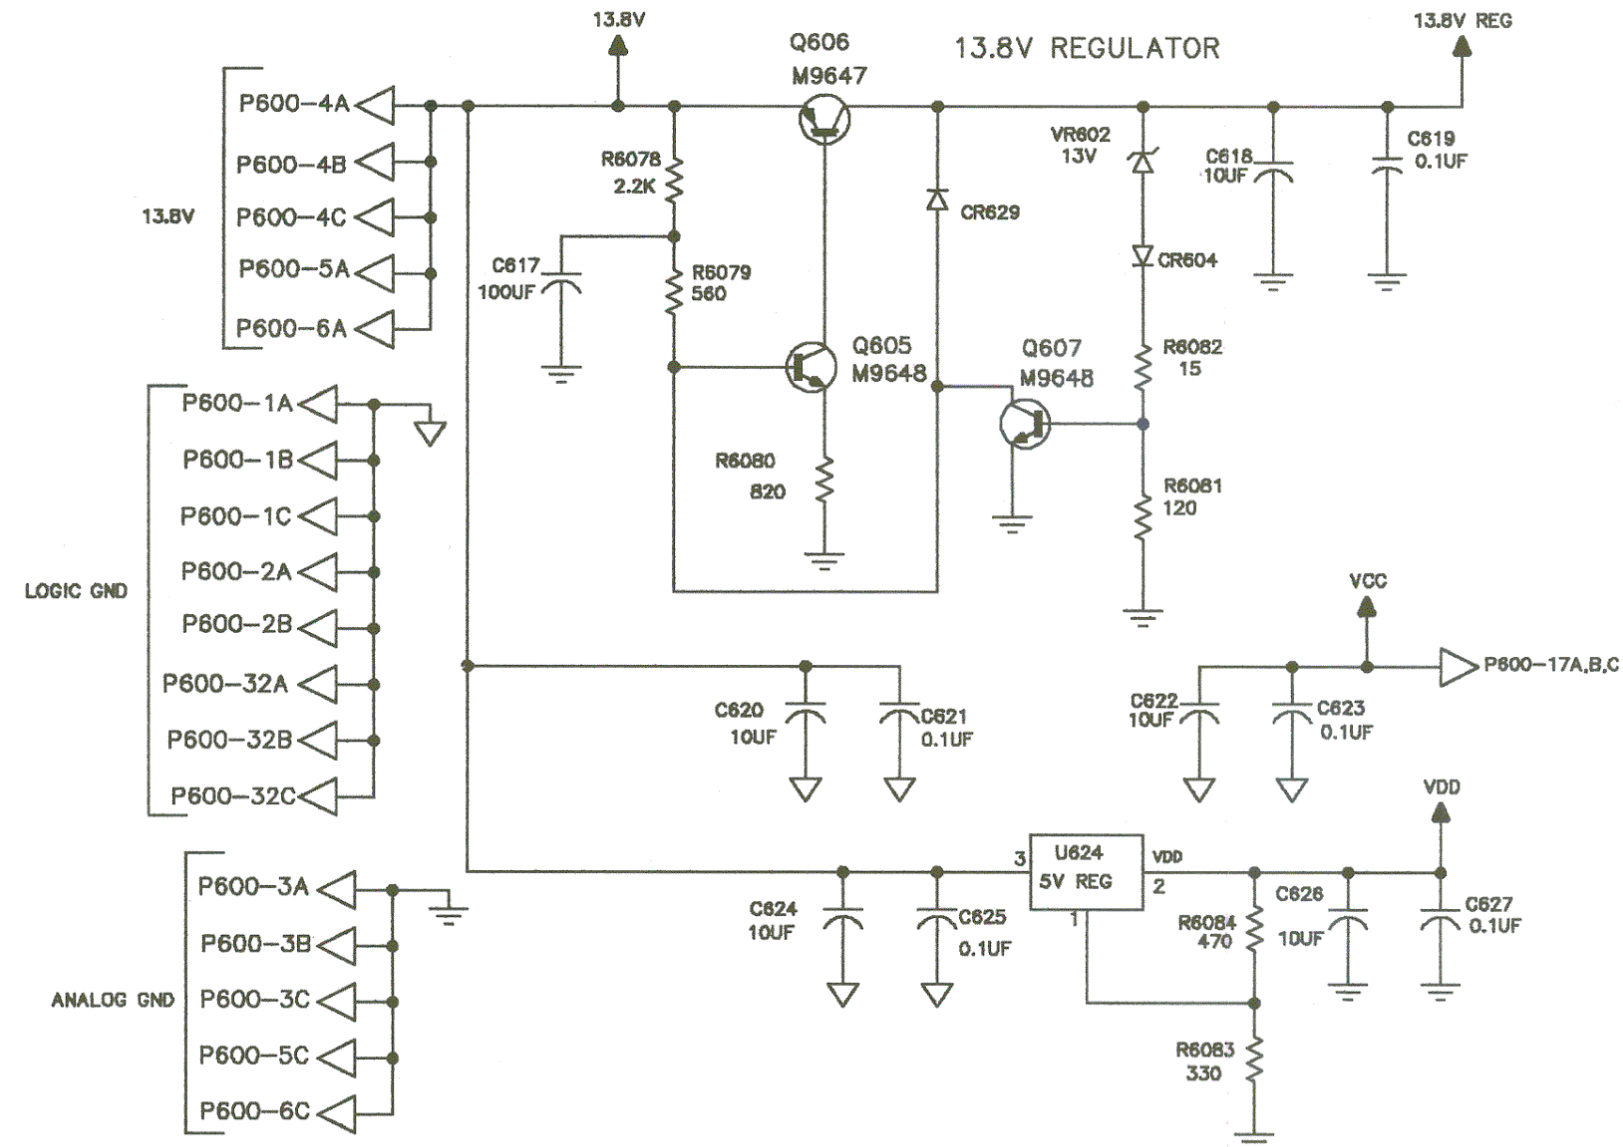 13.8V
13.8V REG
Q606
M9647
13.8V REGULATOR
P600-4A
P600-4B
P600-4C
P600-5A
P600-6A
13.8V
R6078
2.2K
VR602
13V
C618
10UF
C619
0.1UF
CR629
C617
100UF
R6079
560
CR604
Q605
M9648
Q607
M9648
R6082
15
R6080
820
R6081
120
P600-1A
P600-1B
P600-1C
P600-2A
P600-2B
P600-32A
P600-32B
P600-32C
LOGIC GND
VCC
P600-17A,B,C
C620
10UF
C621
0.1UF
C622
10UF
C623
0.1UF
VDD
3
U624
5V REG
VDD
2
1
C624
10UF
C625
0.1UF
R6084
470
C626
10UF
C627
0.1UF
R6083
330
P600-3A
P600-3B
P600-3C
P600-5C
P600-6C
ANALOG GND